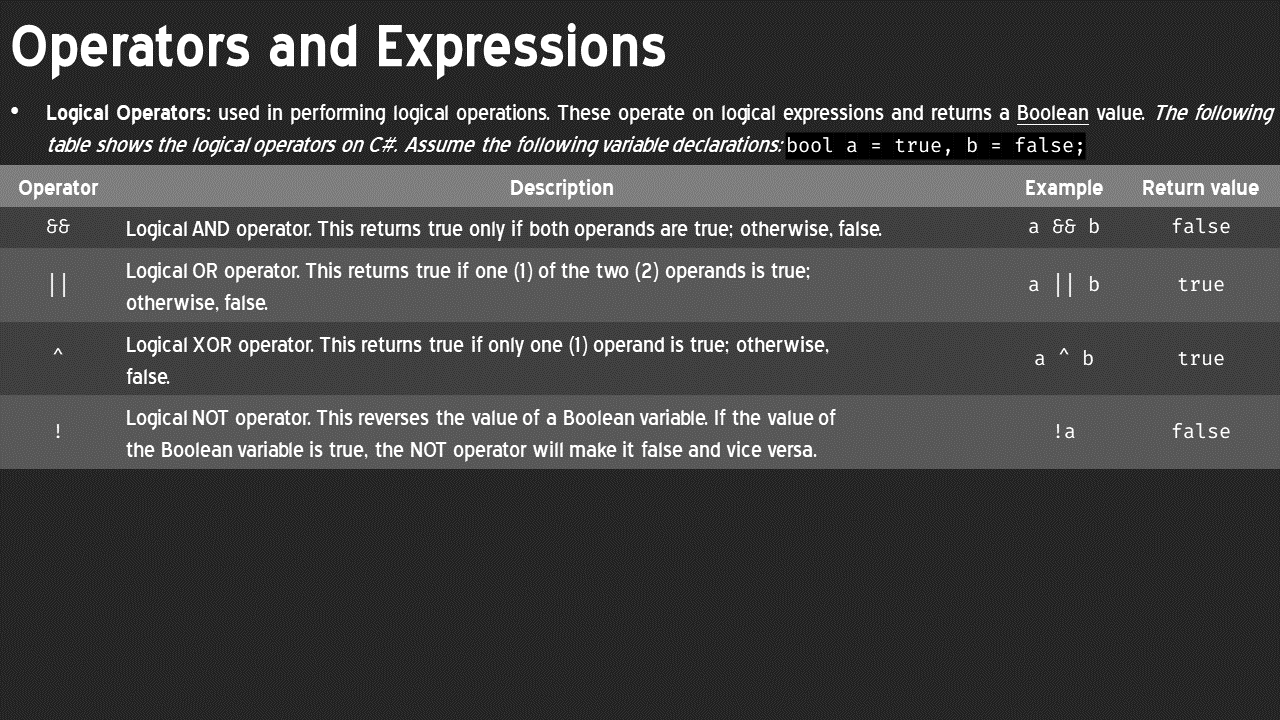 Operators and Expressions
• Logical Operators: used in performing logical operations. These operate on logical expressions and returns a Boolean value. The following
table shows the logical operators on C#. Assume the following variable declarations: bool a = true, b = false;
Operator Description Example Return value
&& Logical AND operator. This returns true only if both operands are true; otherwise, false. a && b false
|| Logical OR operator. This returns true if one (1) of the two (2) operands is true;
otherwise, false. a || b true
^ Logical XOR operator. This returns true if only one (1) operand is true; otherwise,
false. a ^ b true
! Logical NOT operator. This reverses the value of a Boolean variable. If the value of
the Boolean variable is true, the NOT operator will make it false and vice versa. !a false